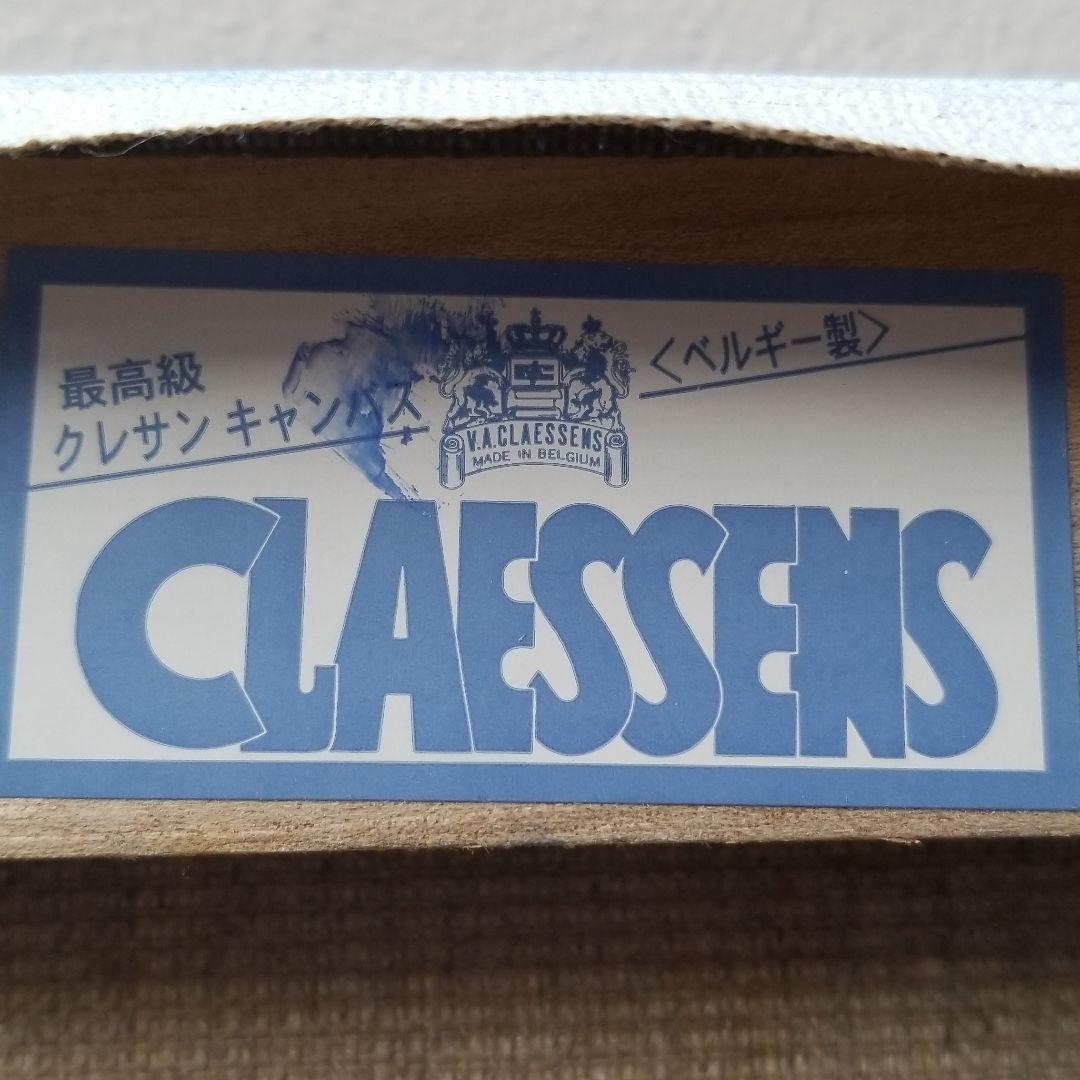 最高級
クレサン キャンバス
〈ベルギー製〉
V.A.CLAESSENS
MADE IN BELGIUM
CLAESSENS